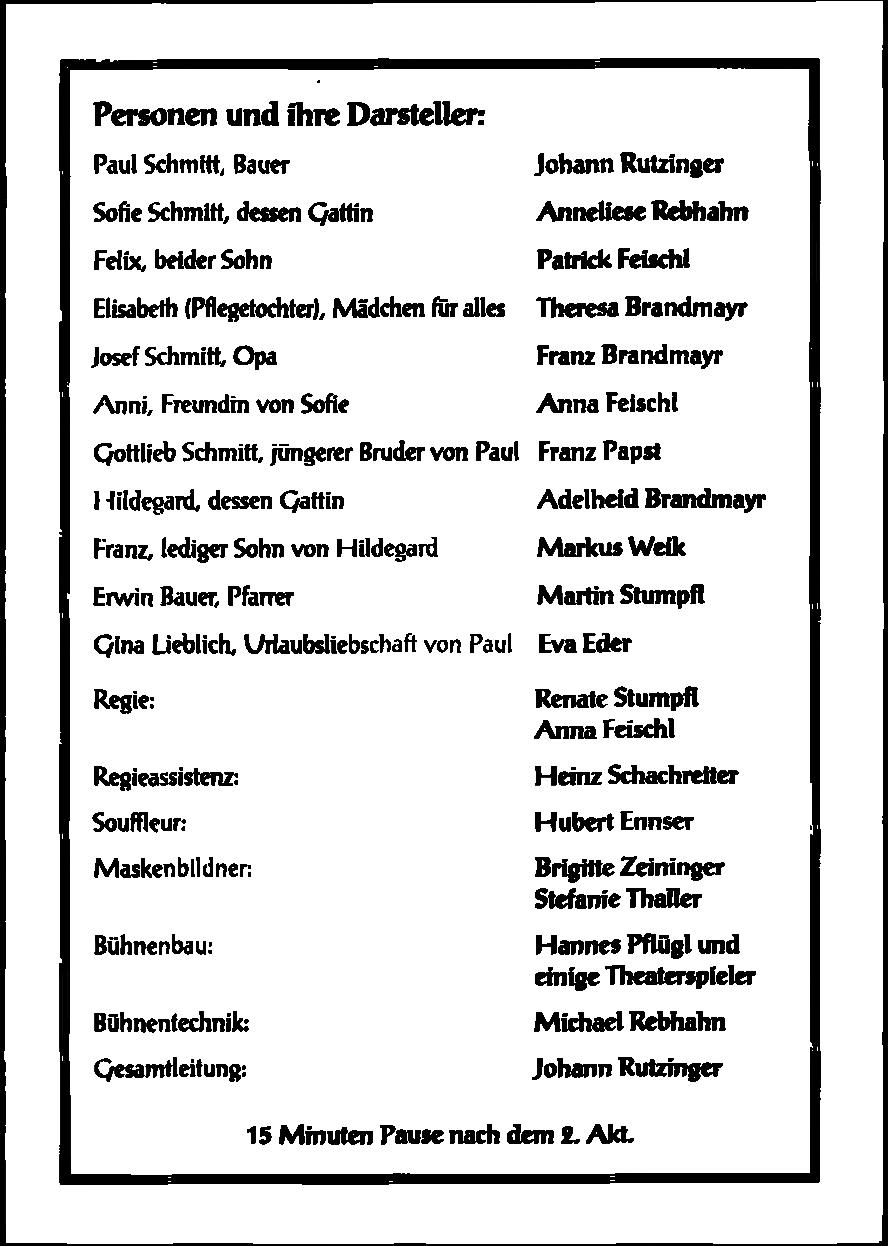 Personen und ihre Darsteller:
Paul Schmitt, Bauer Johann Rutzinger
Sofie Schmitt, dessen Gattin Anneliese Rebhahn
Felix, beider Sohn Patrick Feischl
Elisabeth (Pflegetochter), Mädchen für alles Theresa Brandmayr
Josef Schmitt, Opa Franz Brandmayr
Anni, Freundin von Sofie Anna Feischl
Gottlieb Schmitt, jüngerer Bruder von Paul Franz Papst
Hildegard, dessen Gattin Adelheid Brandmayr
Franz, lediger Sohn von Hildegard Markus Weik
Erwin Bauer, Pfarrer Martin Stumpfl
Gina Lieblich, Urlaubsliebschaft von Paul Eva Eder
Regie: Renate Stumpfl
Anna Feischl
Regieassistenz: Heinz Schachreiter
Souffleur: Hubert Ennser
Maskenbildner: Brigitte Zeininger
Stefanie Thaller
Bühnenbau: Hannes Pflügl und
einige Theaterspieler
Bühnentechnik: Michael Rebhahn
Gesamtleitung: Johann Rutzinger
15 Minuten Pause nach dem 2. Akt.